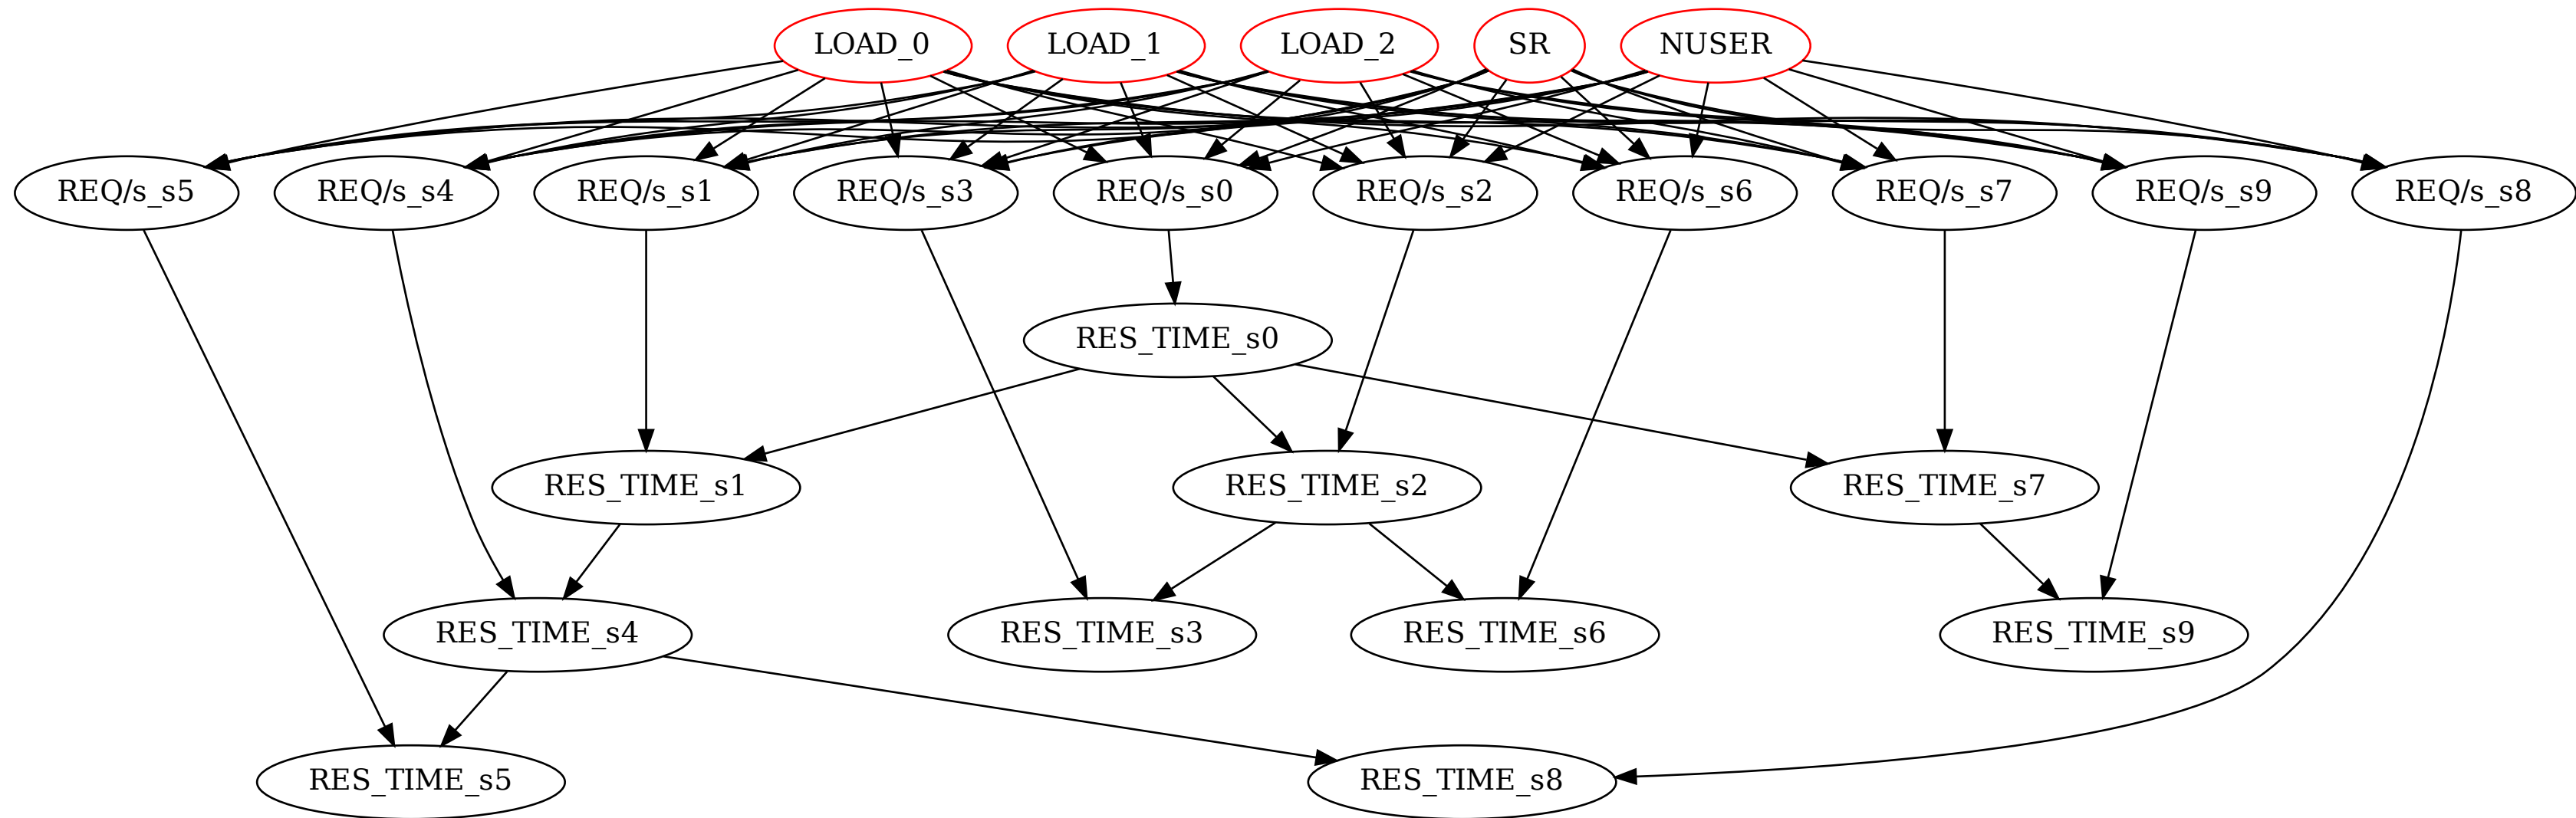 LOAD_0 LOAD_1 LOAD_2 SR NUSER
REQ/s_s5 REQ/s_s4 REQ/s_s1 REQ/s_s3 REQ/s_s0 REQ/s_s2 REQ/s_s6 REQ/s_s7 REQ/s_s9 REQ/s_s8
RES_TIME_s0
RES_TIME_s1 RES_TIME_s2 RES_TIME_s7
RES_TIME_s4 RES_TIME_s3 RES_TIME_s6 RES_TIME_s9
RES_TIME_s5 RES_TIME_s8